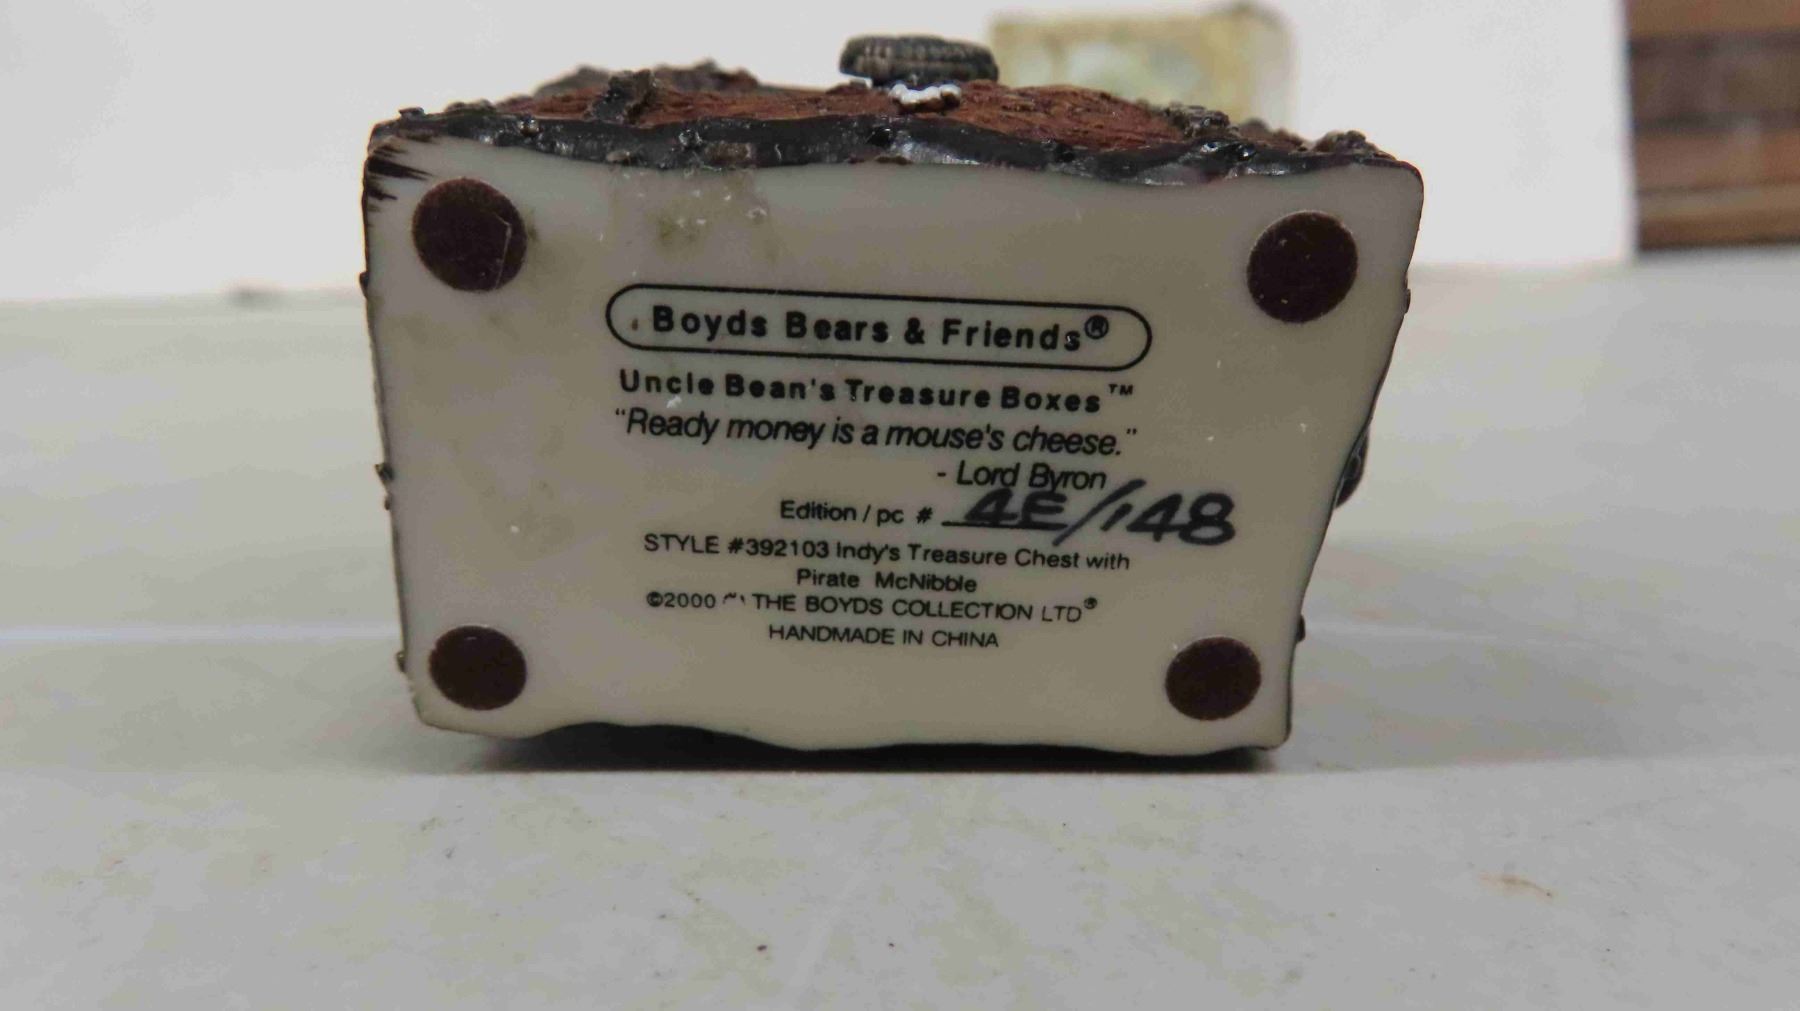 Boyds Bears & Friends®
Uncle Bean's Treasure Boxes™
"Ready money is a mouse's cheese."
- Lord Byron
Edition / pc # 4E/148
STYLE #392103 Indy's Treasure Chest with
Pirate McNibble
©2000 THE BOYDS COLLECTION LTD®
HANDMADE IN CHINA